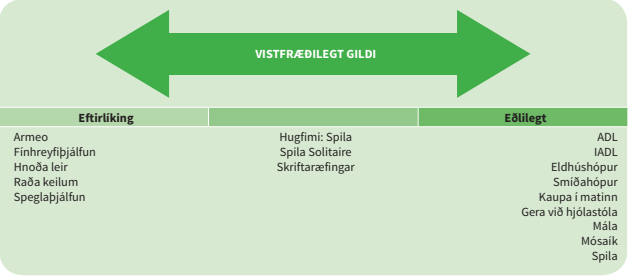 VISTFRÆÐILEGT GILDI
Eftirlíking
Eðlilegt
Armeo
Fínhreyfiþjálfun
Hnoða leir
Raða keilum
Speglaþjálfun
Hugfimi: Spila
Spila Solitaire
Skriftaræfingar
ADL
IADL
Eldhúshópur
Smíðahópur
Kaupa í matinn
Gera við hjólastóla
Mála
Mósaík
Spila